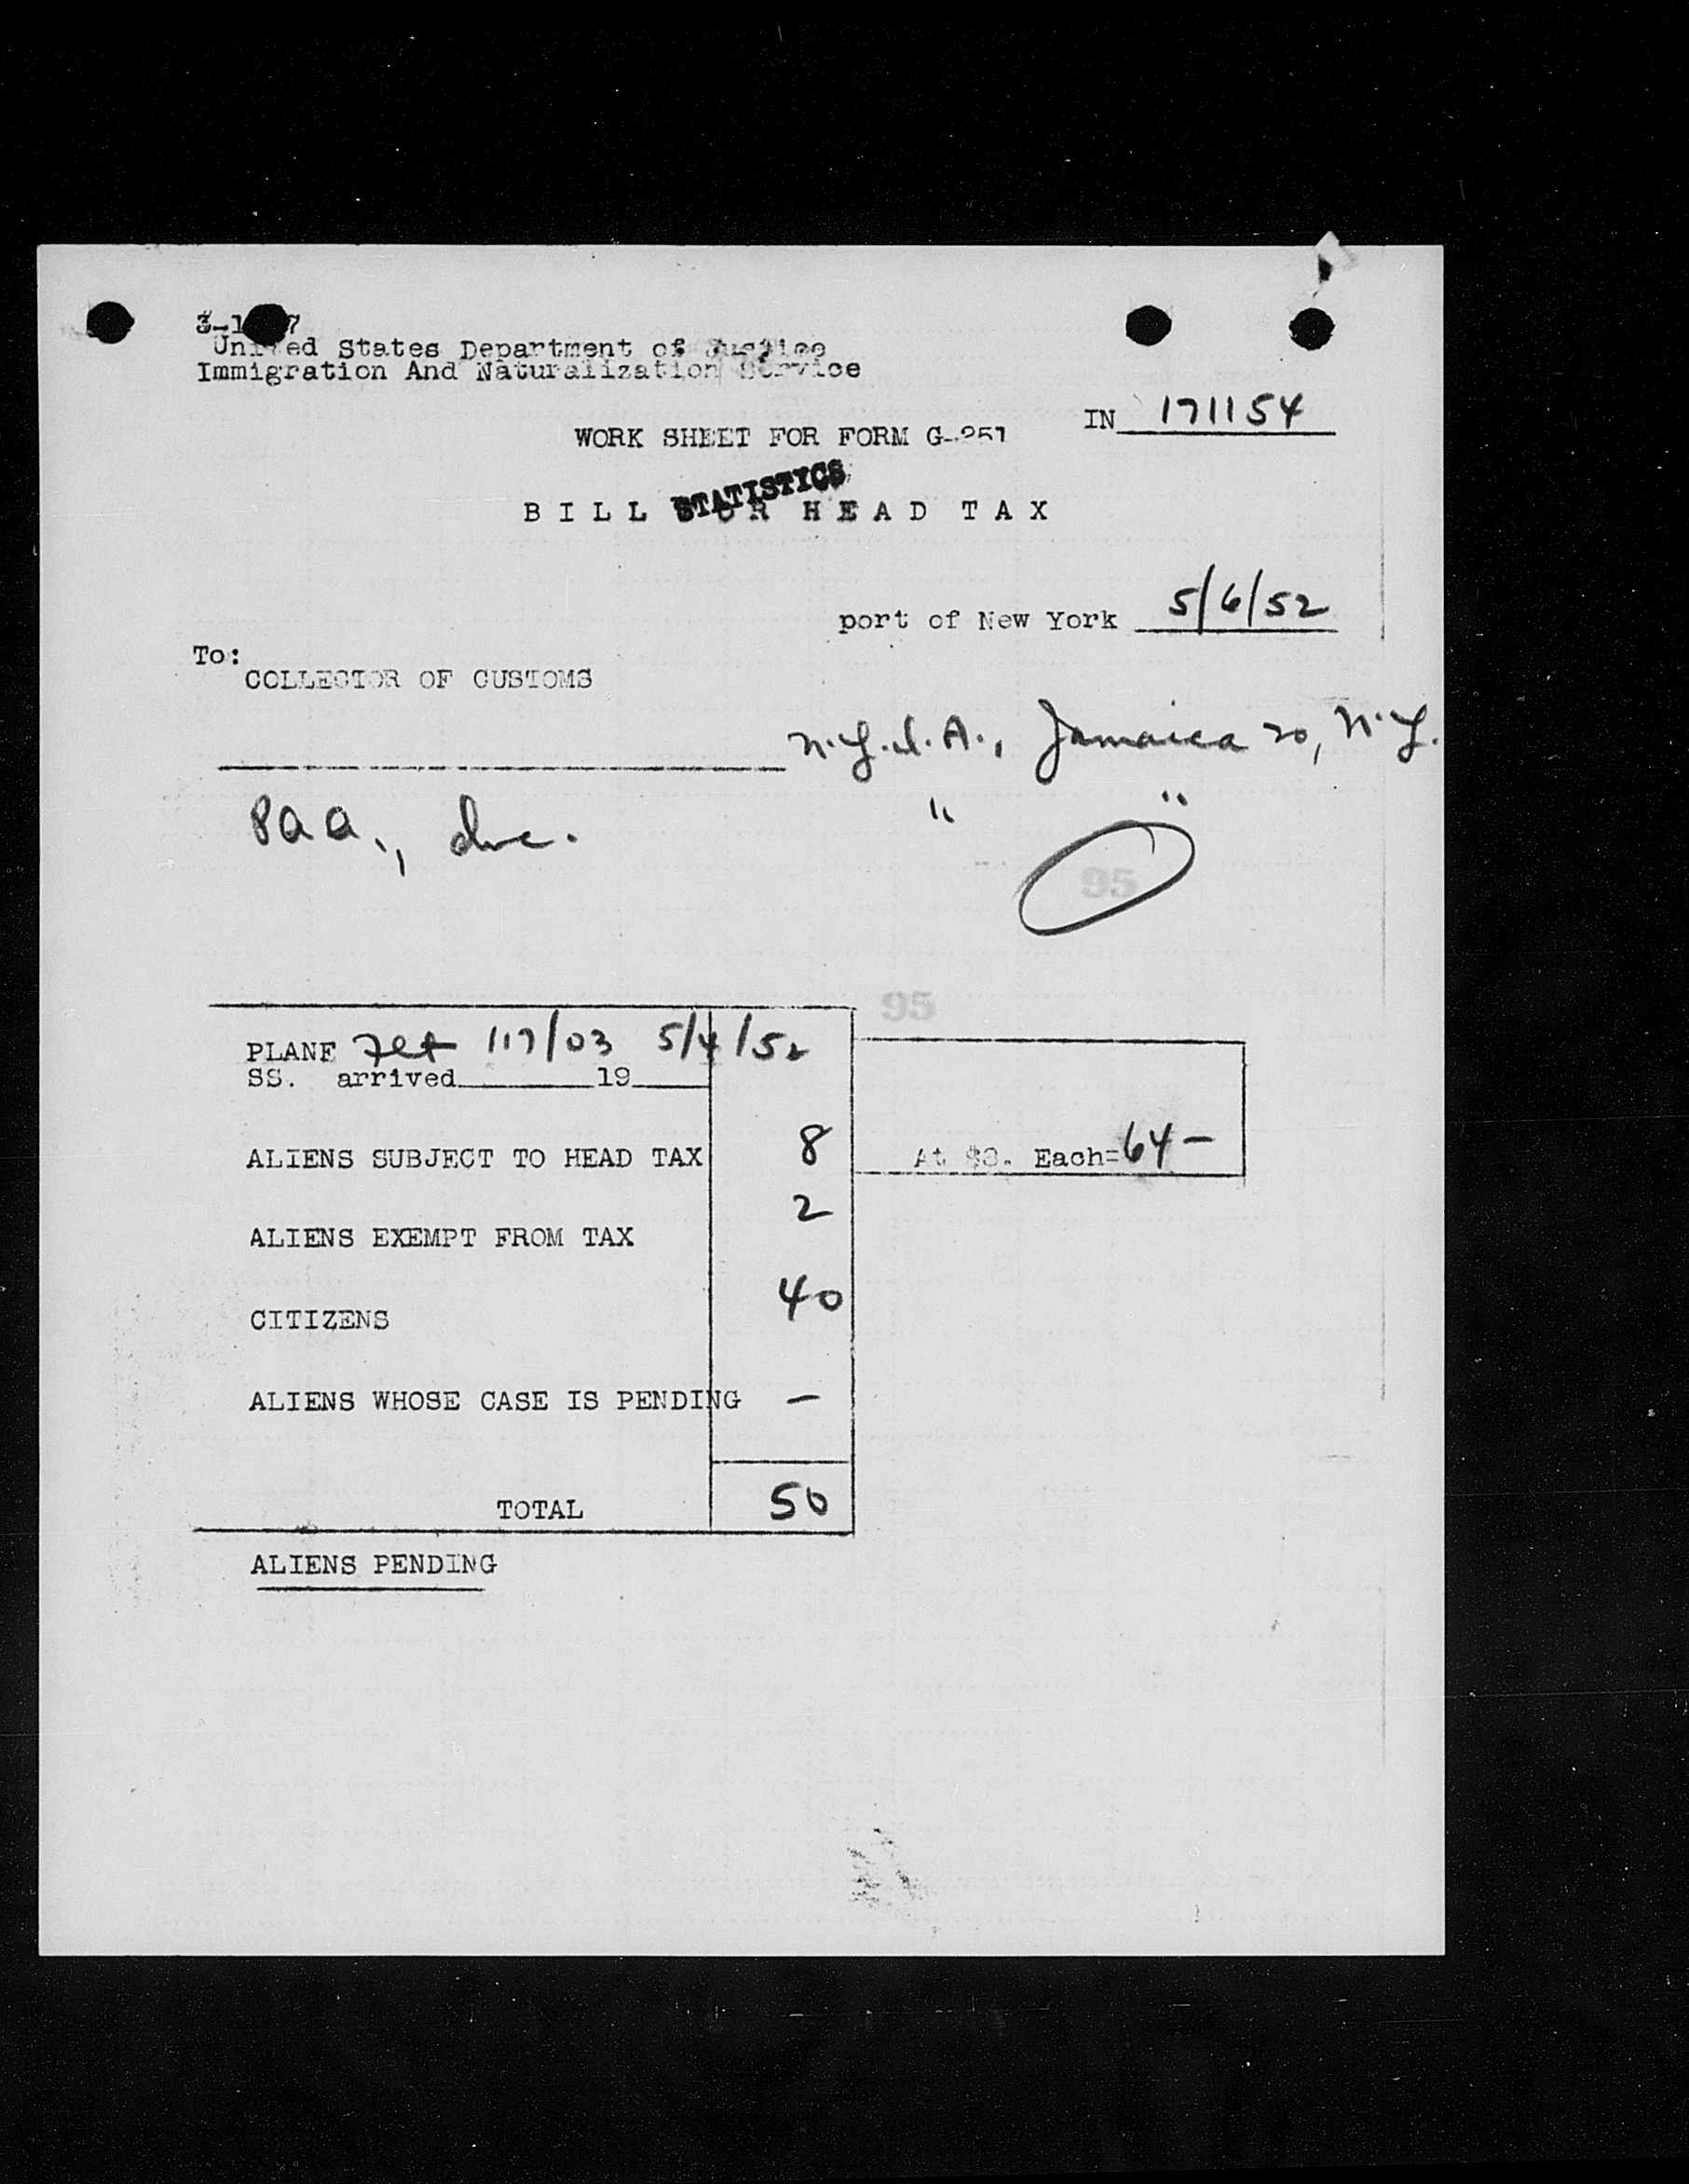 United States Department of Justice
Immigration And Naturalization Service
IN 171154
WORK SHEET FOR FORM G-251
STATISTICS
BILL OR HEAD TAX
port of New York 5/6/52
To:
COLLECTOR OF CUSTOMS
N.Y.I.A., Jamaica 20, N.Y.
PAA., Inc. " "
95
95
PLANE 117/03 5/4/52
SS. arrived 19
ALIENS SUBJECT TO HEAD TAX 8 At $8. Each=64-
ALIENS EXEMPT FROM TAX 2
CITIZENS 40
ALIENS WHOSE CASE IS PENDING -
TOTAL 50
ALIENS PENDING